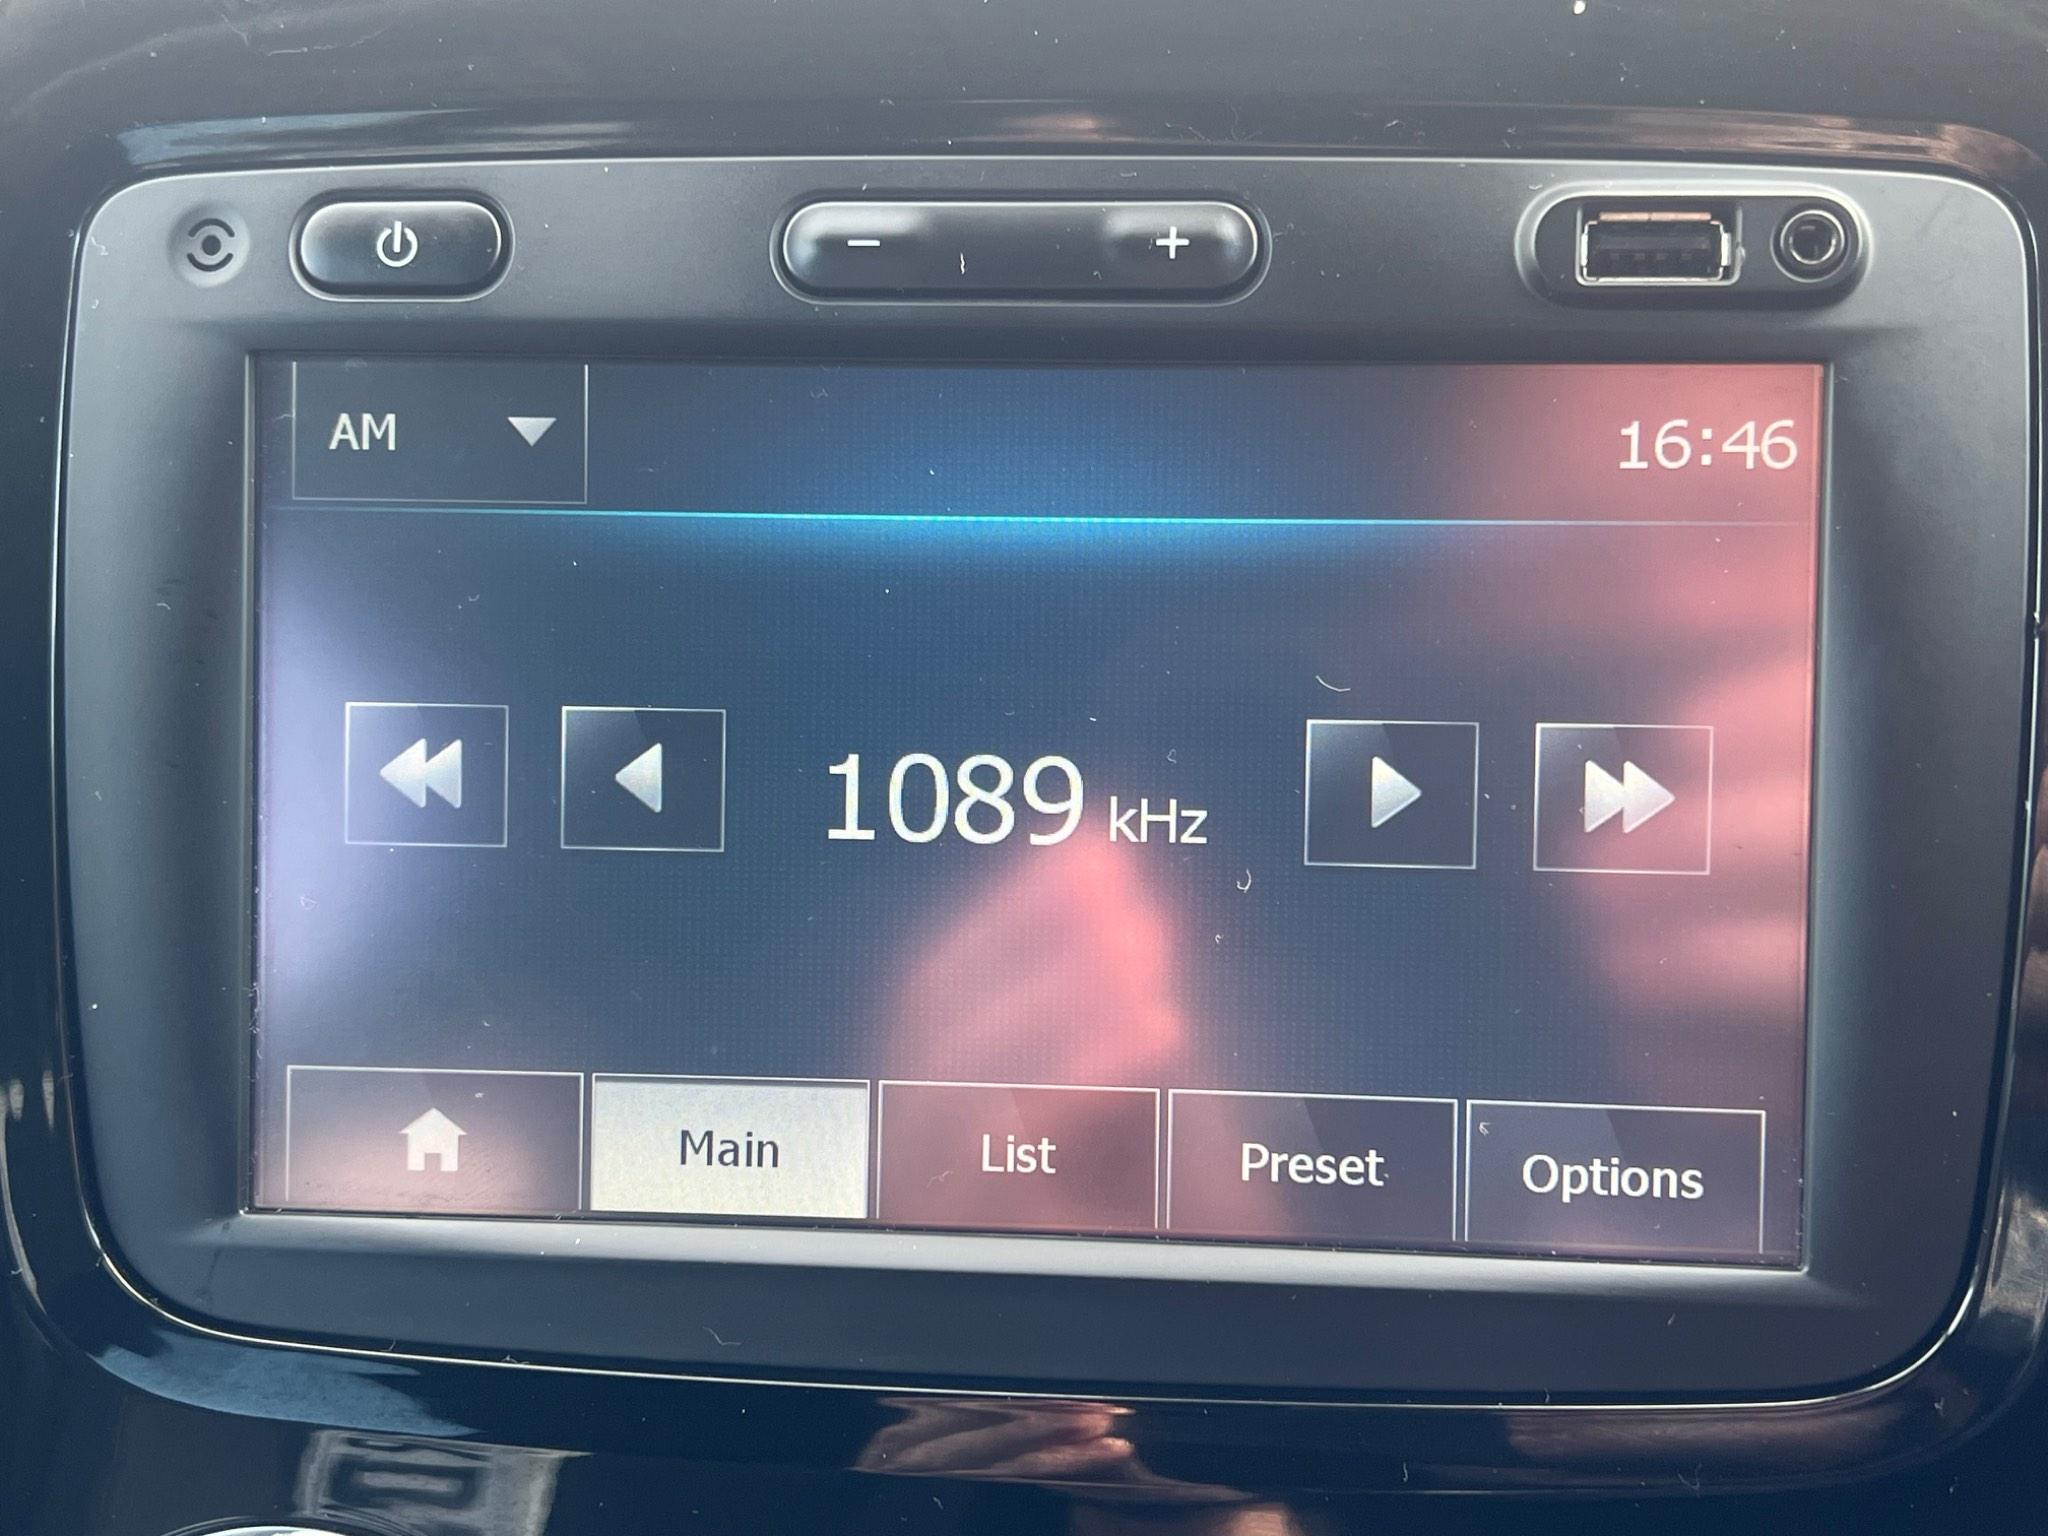 AM
16:46
1089 kHz
Main
List
Preset
Options